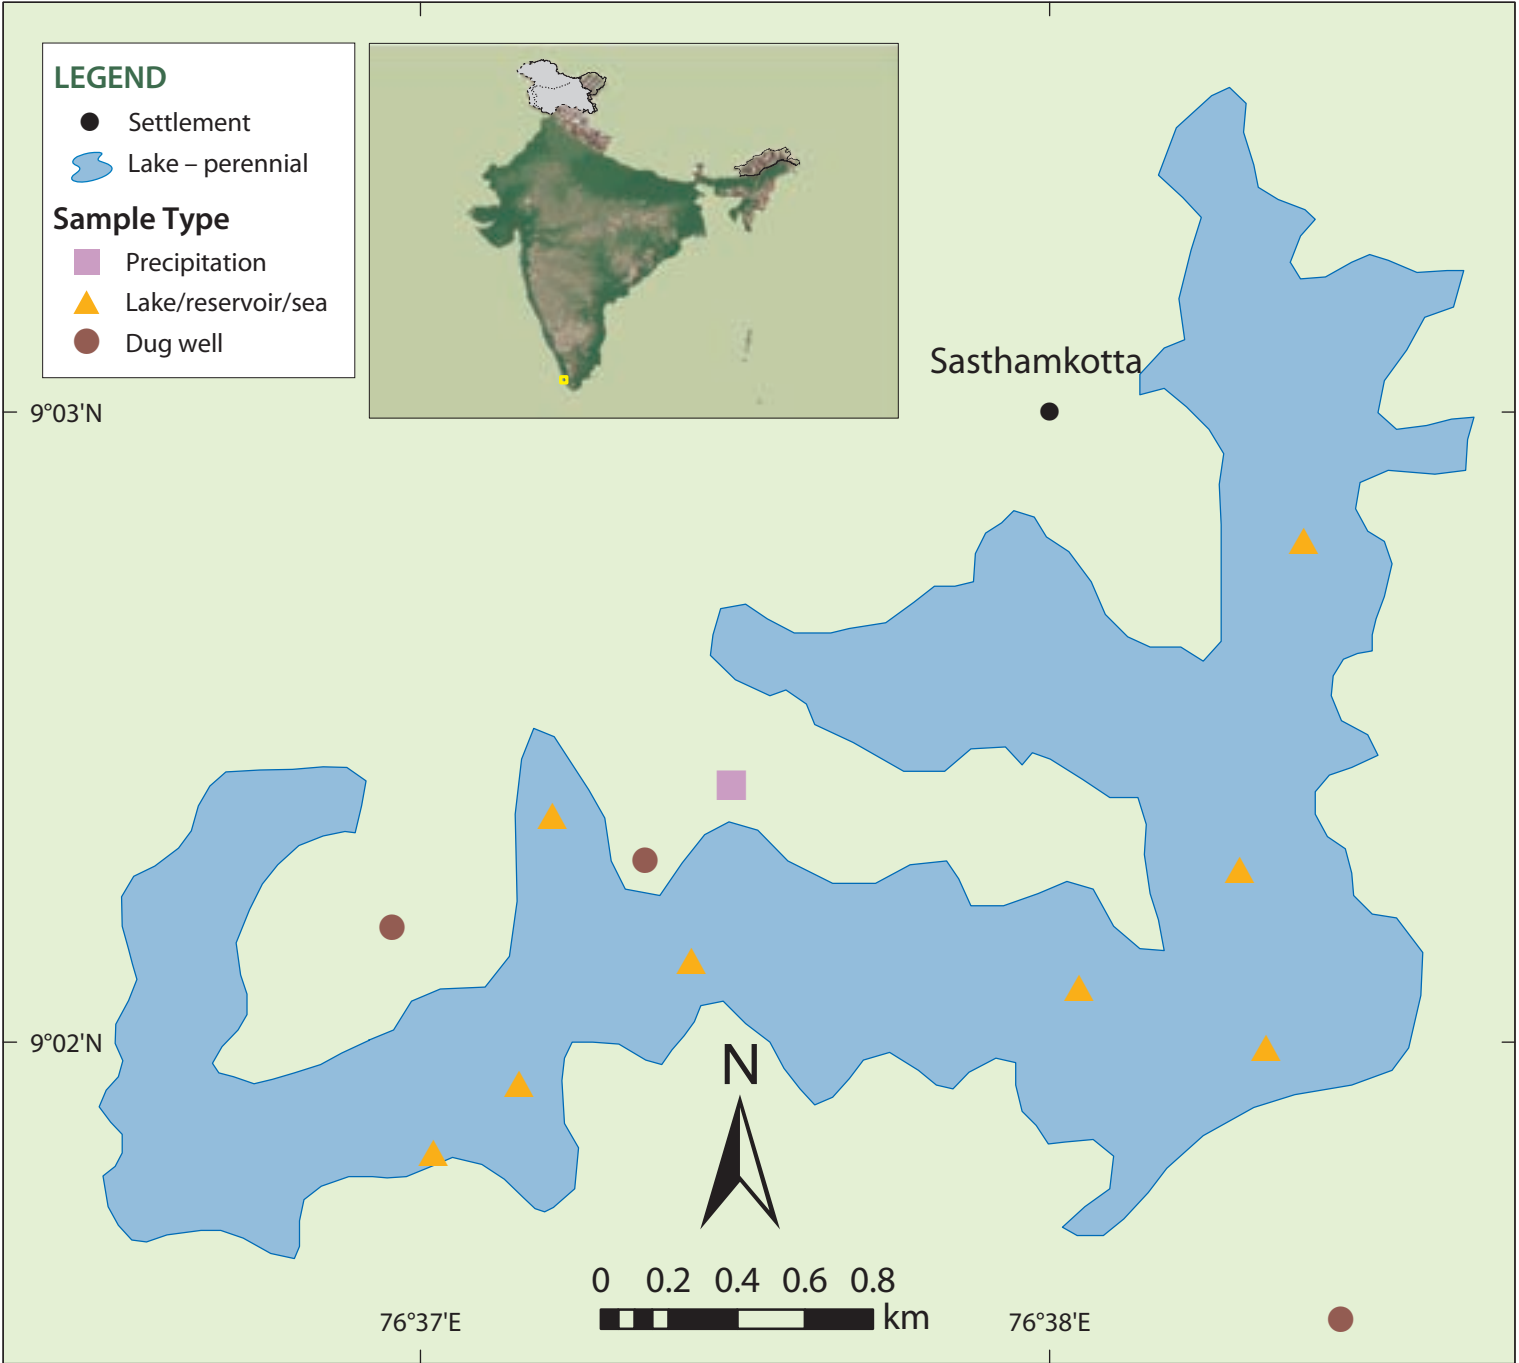 LEGEND
Settlement
Lake – perennial
Sample Type
Precipitation
Lake/reservoir/sea
Dug well
Sasthamkotta
9°03'N
9°02'N
N
0 0.2 0.4 0.6 0.8
km
76°37'E
76°38'E